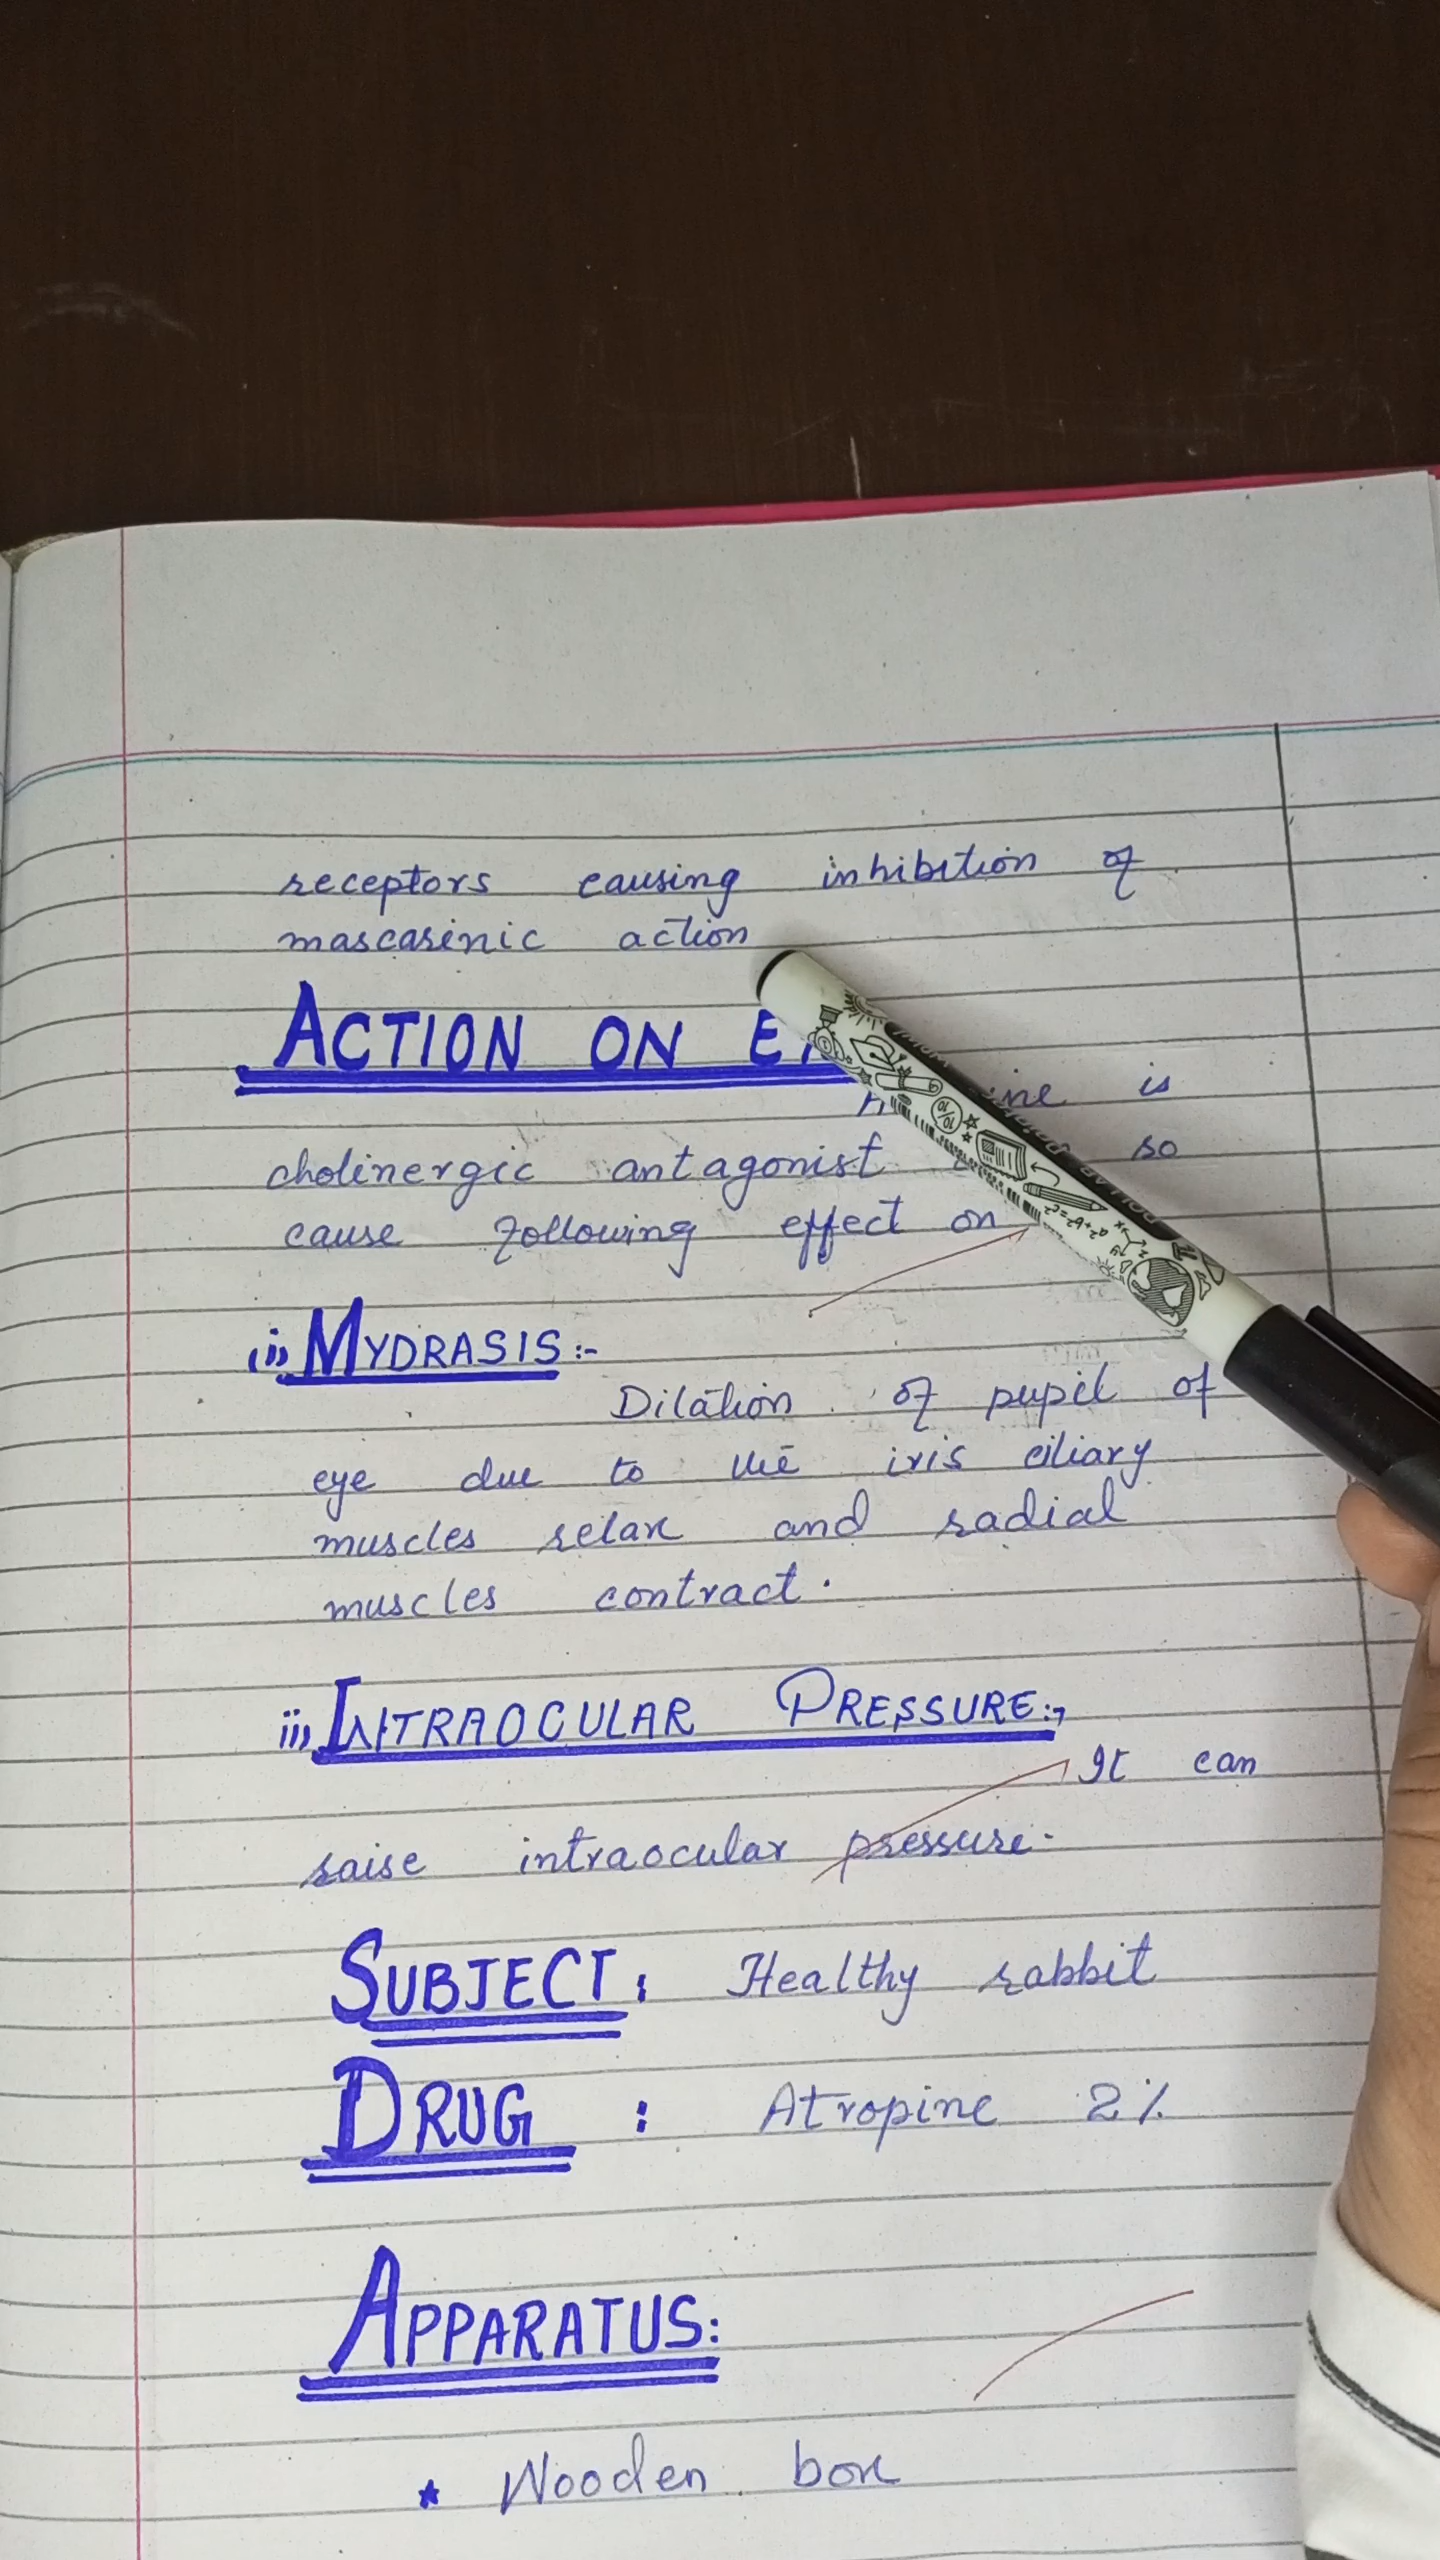 receptors causing inhibition of
mascarinic action
ACTION ON
is
cholinergic antagonist so
cause following effect on
(i) MYDRASIS:-
Dilation of pupil of
eye due to the iris ciliary
muscles relax and radial
muscles contract.
ii) INTRAOCULAR PRESSURE:-
It can
raise intraocular pressure.
SUBJECT: Healthy rabbit
DRUG : Atropine 2%
APPARATUS:
* Wooden box